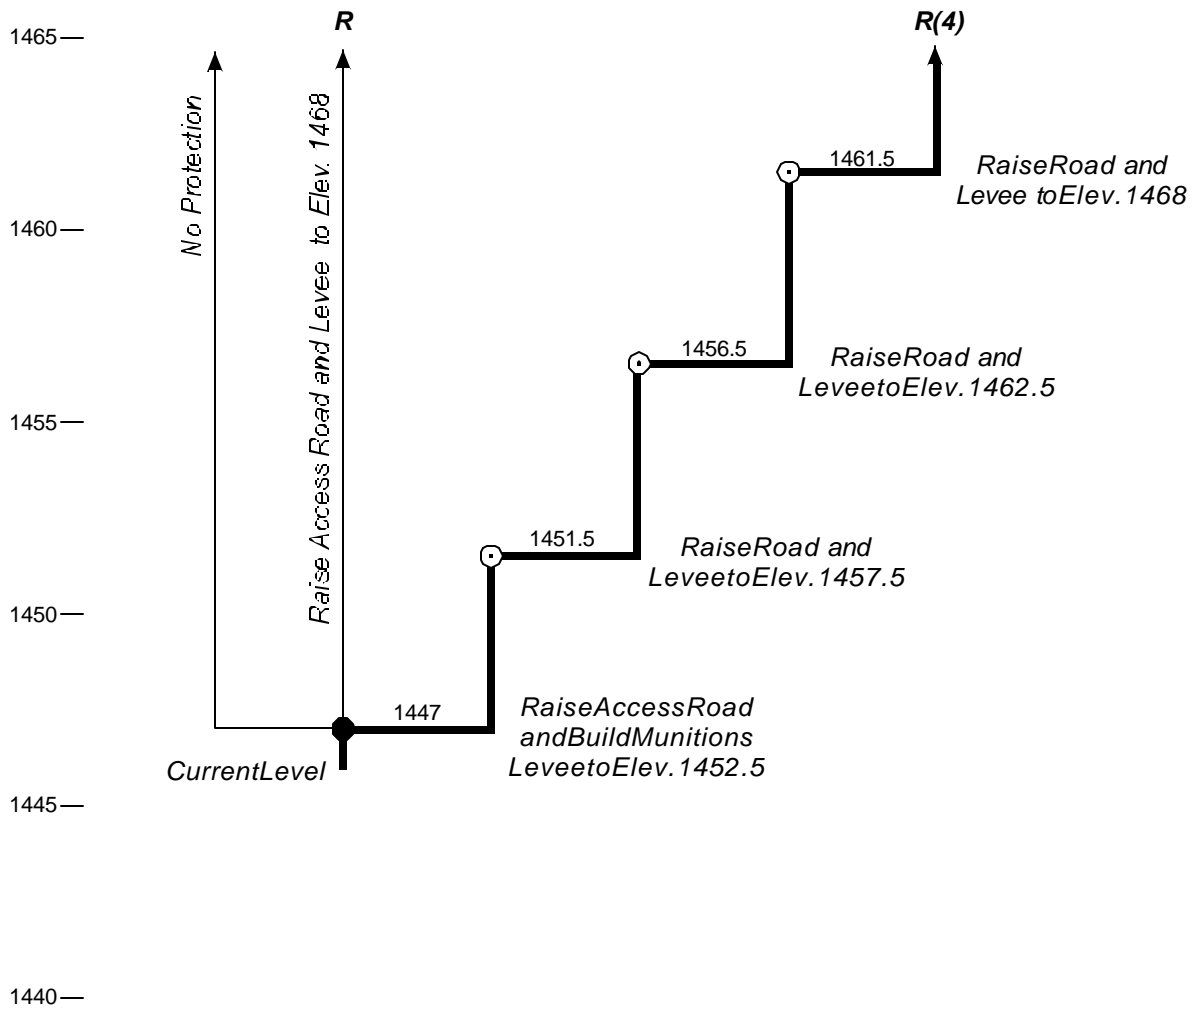 R
R(4)
1465
1460
1455
1450
1445
1440
No Protection
Raise Access Road and Levee to Elev. 1468
1461.5
RaiseRoad and
Levee toElev.1468
1456.5
RaiseRoad and
LeveetoElev.1462.5
1451.5
RaiseRoad and
LeveetoElev.1457.5
1447
RaiseAccessRoad
andBuildMunitions
LeveetoElev.1452.5
CurrentLevel